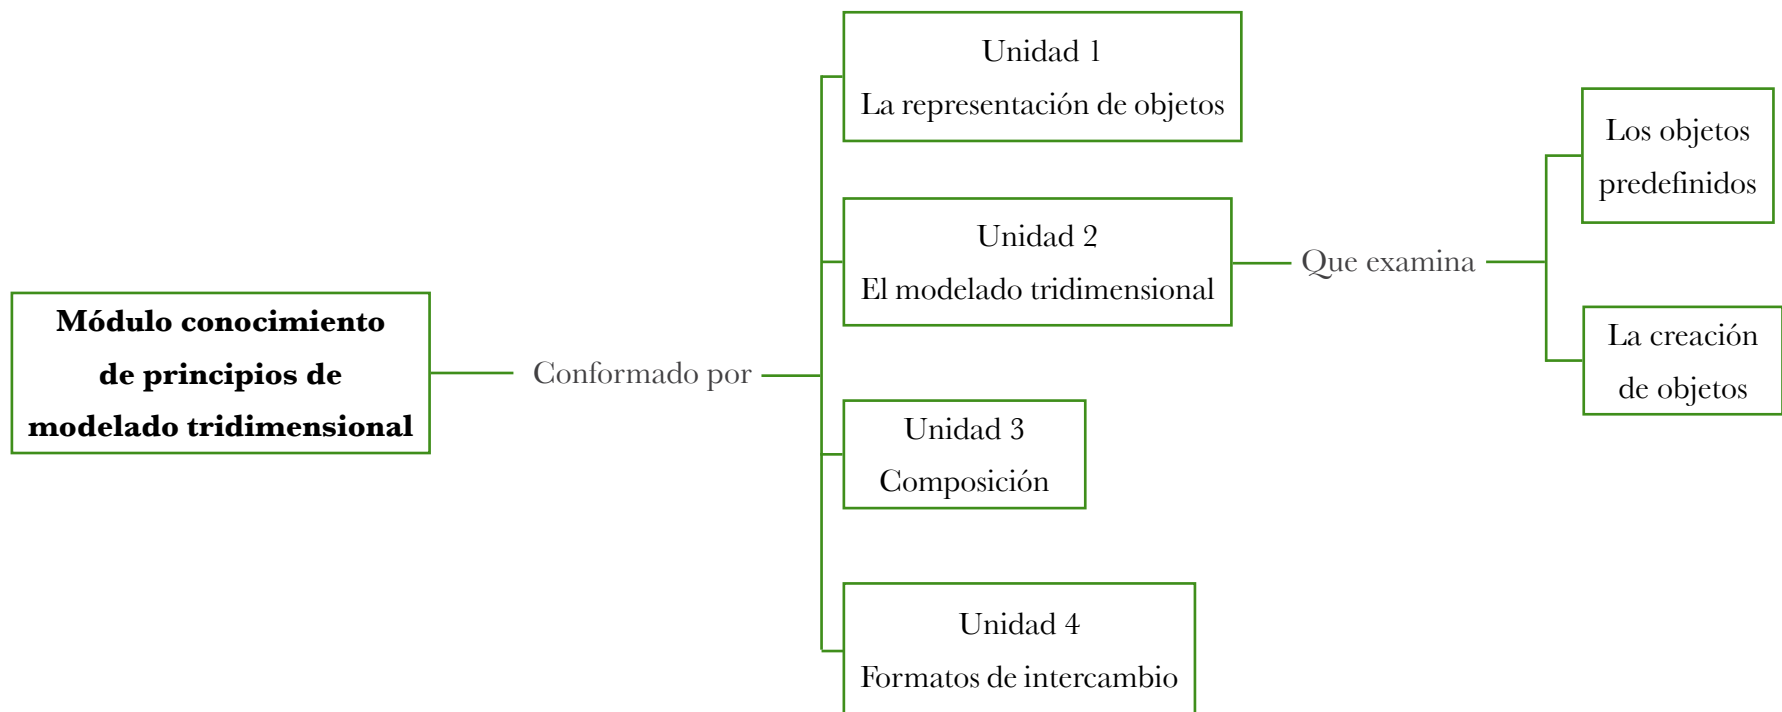 Módulo conocimiento
de principios de
modelado tridimensional
Conformado por
Unidad 1
La representación de objetos
Unidad 2
El modelado tridimensional
Que examina
Los objetos
predefinidos
La creación
de objetos
Unidad 3
Composición
Unidad 4
Formatos de intercambio